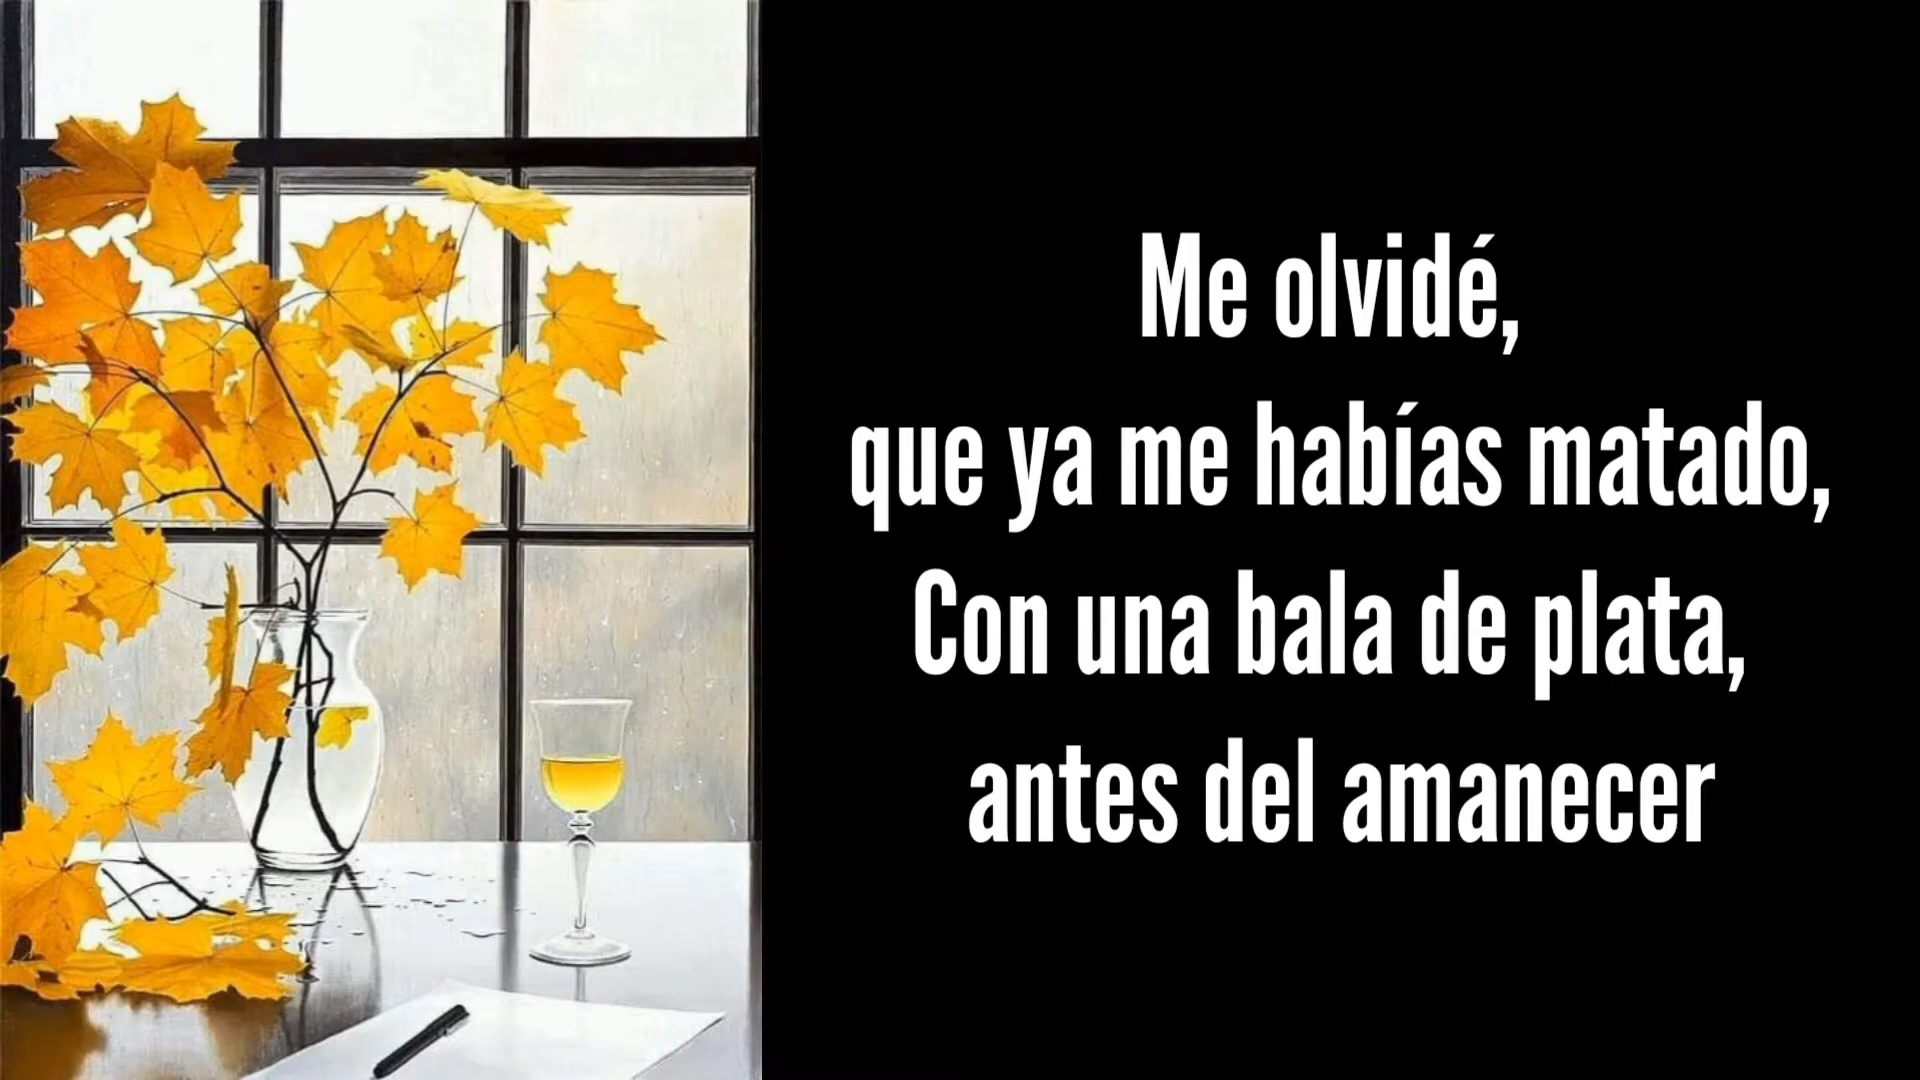 Me olvidé,
que ya me habías matado,
Con una bala de plata,
antes del amanecer